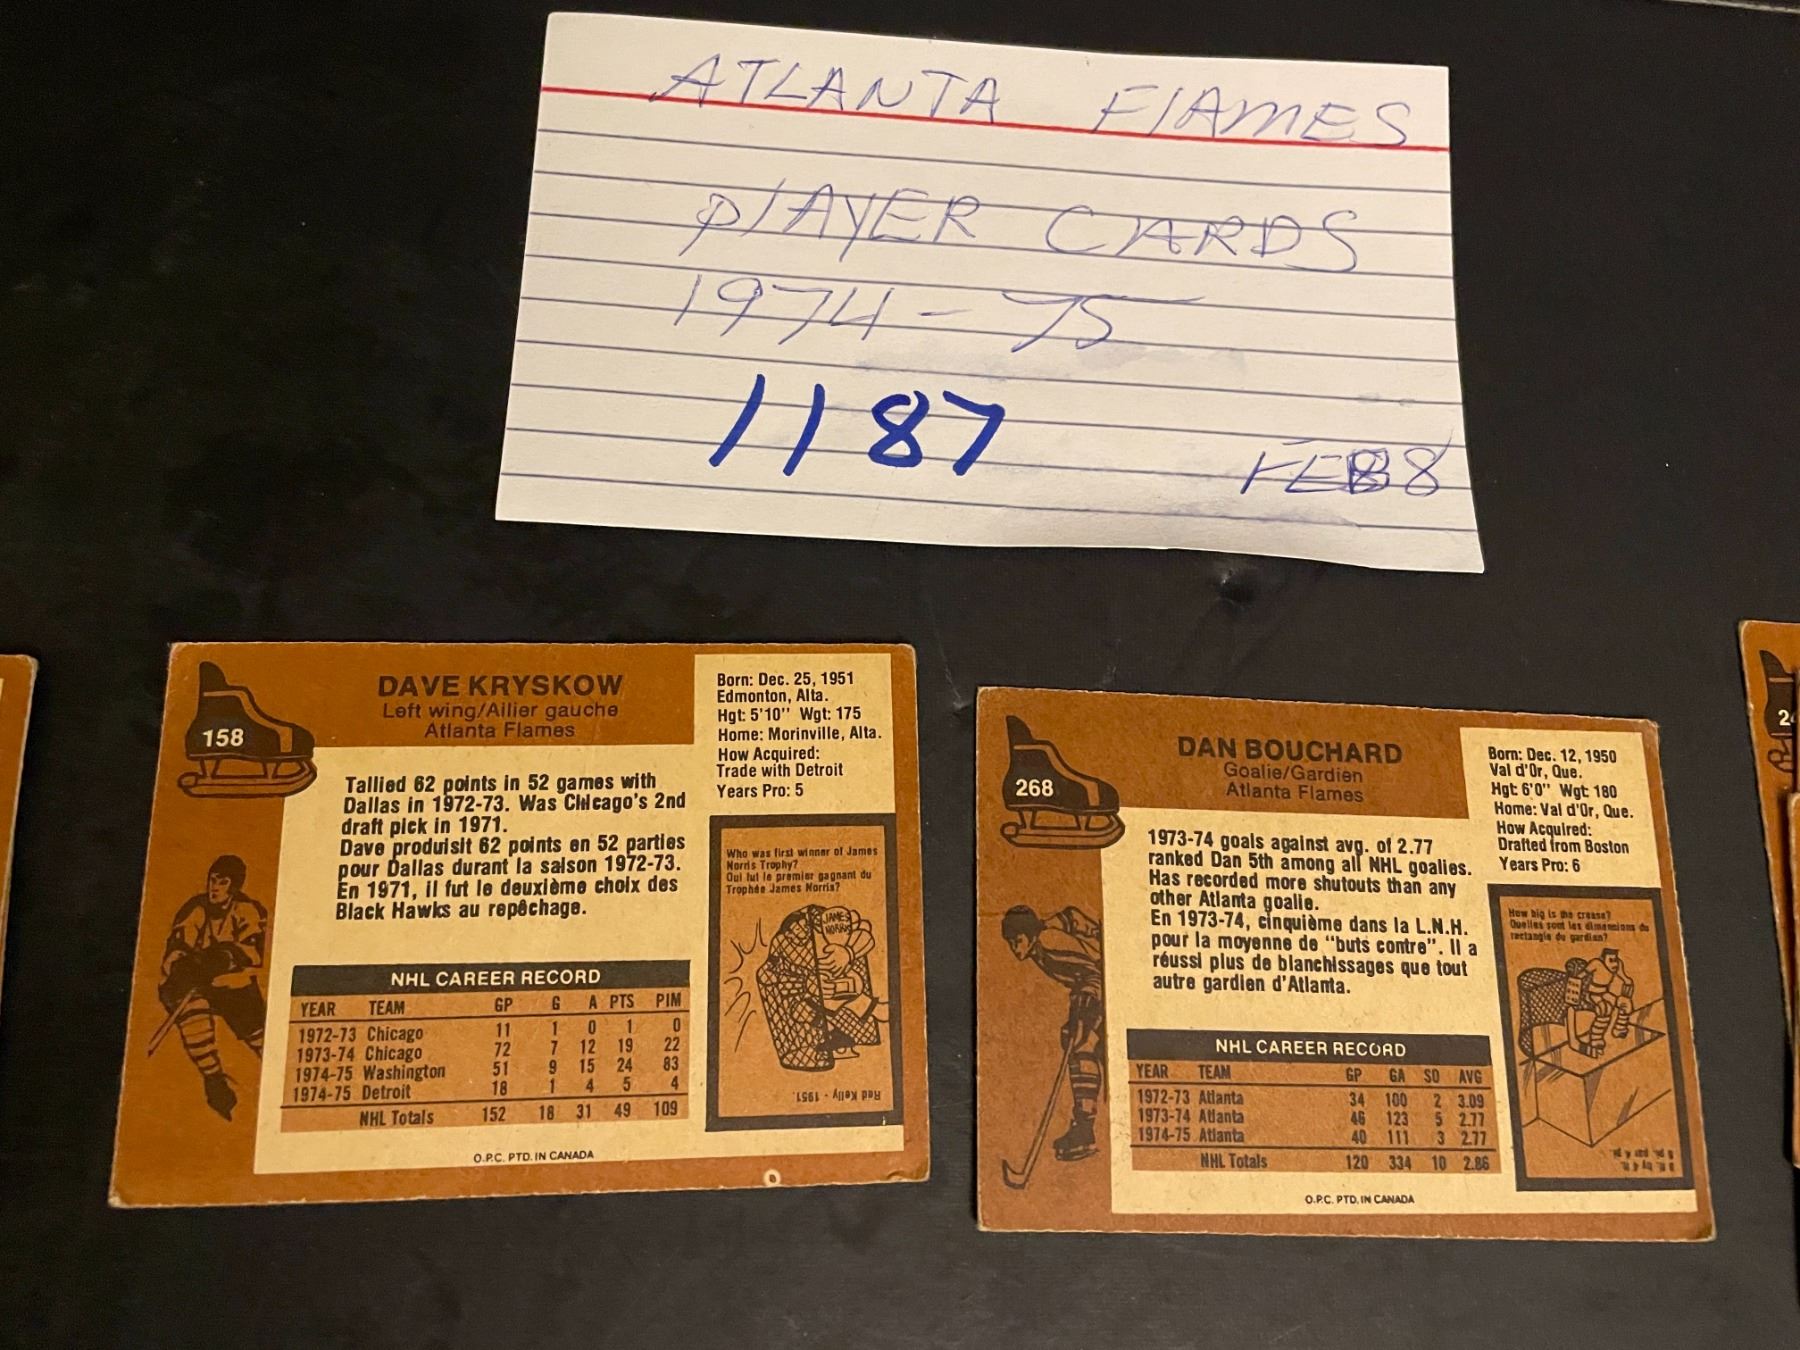 ATLANTA FLAMES
PLAYER CARDS
1974-75
1187
FEB 8
158
DAVE KRYSKOW
Left wing/Ailier gauche
Atlanta Flames
Born: Dec. 25, 1951
Edmonton, Alta.
Hgt: 5'10" Wgt: 175
Home: Morinville, Alta.
How Acquired:
Trade with Detroit
Years Pro: 5
Tallied 62 points in 52 games with
Dallas in 1972-73. Was Chicago's 2nd
draft pick in 1971.
Dave produisit 62 points en 52 parties
pour Dallas durant la saison 1972-73.
En 1971, il fut le deuxième choix des
Black Hawks au repêchage.
Who was first winner of James
Norris Trophy?
Qui fut le premier gagnant du
Trophée James Norris?
JAMES
NORRIS
Red Kelly - 1951.
NHL CAREER RECORD
YEAR TEAM GP G A PTS PIM
1972-73 Chicago 11 1 0 1 0
1973-74 Chicago 72 7 12 19 22
1974-75 Washington 51 9 15 24 83
1974-75 Detroit 18 1 4 5 4
NHL Totals 152 18 31 49 109
O.P.C. PTD. IN CANADA
268
DAN BOUCHARD
Goalie/Gardien
Atlanta Flames
Born: Dec. 12, 1950
Val d'Or, Que.
Hgt: 6'0" Wgt: 180
Home: Val d'Or, Que.
How Acquired:
Drafted from Boston
Years Pro: 6
1973-74 goals against avg. of 2.77
ranked Dan 5th among all NHL goalies.
Has recorded more shutouts than any
other Atlanta goalie.
En 1973-74, cinquième dans la L.N.H.
pour la moyenne de "buts contre". Il a
réussi plus de blanchissages que tout
autre gardien d'Atlanta.
How big is the crease?
Quelles sont les dimensions du
rectangle du gardien?
NHL CAREER RECORD
YEAR TEAM GP GA SO AVG
1972-73 Atlanta 34 100 2 3.09
1973-74 Atlanta 46 123 5 2.77
1974-75 Atlanta 40 111 3 2.77
NHL Totals 120 334 10 2.86
O.P.C. PTD. IN CANADA